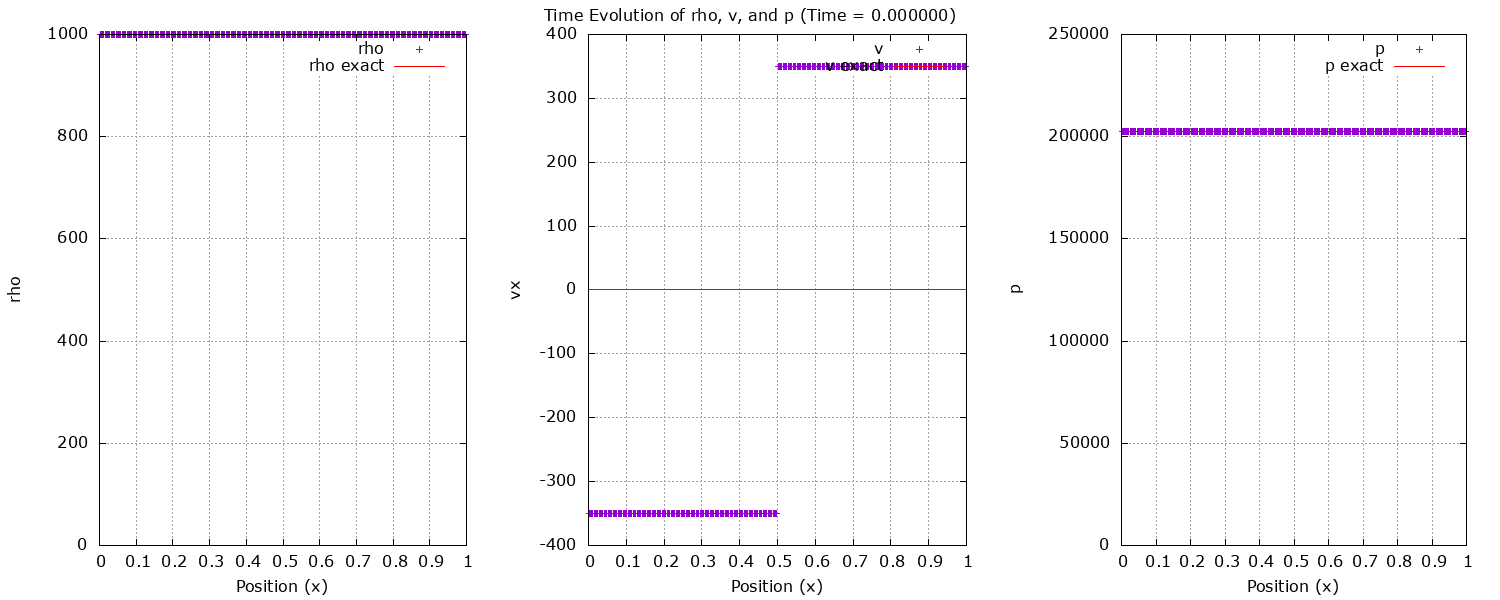 Time Evolution of rho, v, and p (Time = 0.000000)
1000
800
600
400
200
0
rho
rho
rho exact
0 0.1 0.2 0.3 0.4 0.5 0.6 0.7 0.8 0.9 1
Position (x)
400
300
200
100
0
-100
-200
-300
-400
vx
v
v exact
0 0.1 0.2 0.3 0.4 0.5 0.6 0.7 0.8 0.9 1
Position (x)
250000
200000
150000
100000
50000
0
p
p
p exact
0 0.1 0.2 0.3 0.4 0.5 0.6 0.7 0.8 0.9 1
Position (x)